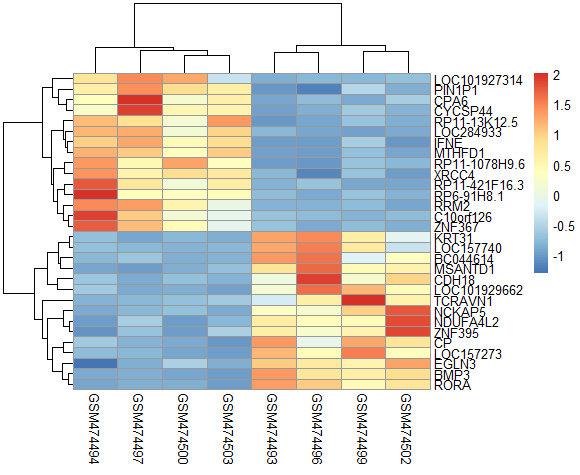 LOC101927314
PIN1P1
CPA6
CYCSP44
RP11-13K12.5
LOC284933
IFNE
MTHFD1
RP11-1078H9.6
XRCC4
RP11-421F16.3
RP6-91H8.1
RRM2
C10orf126
ZNF367
KRT31
LOC157740
BC044614
MSANTD1
CDH18
LOC101929662
TCRAVN1
NCKAP5
NDUFA4L2
ZNF395
CP
LOC157273
EGLN3
BMP3
RORA
GSM474494
GSM474497
GSM474500
GSM474503
GSM474493
GSM474496
GSM474499
GSM474502
2
1.5
1
0.5
0
-0.5
-1